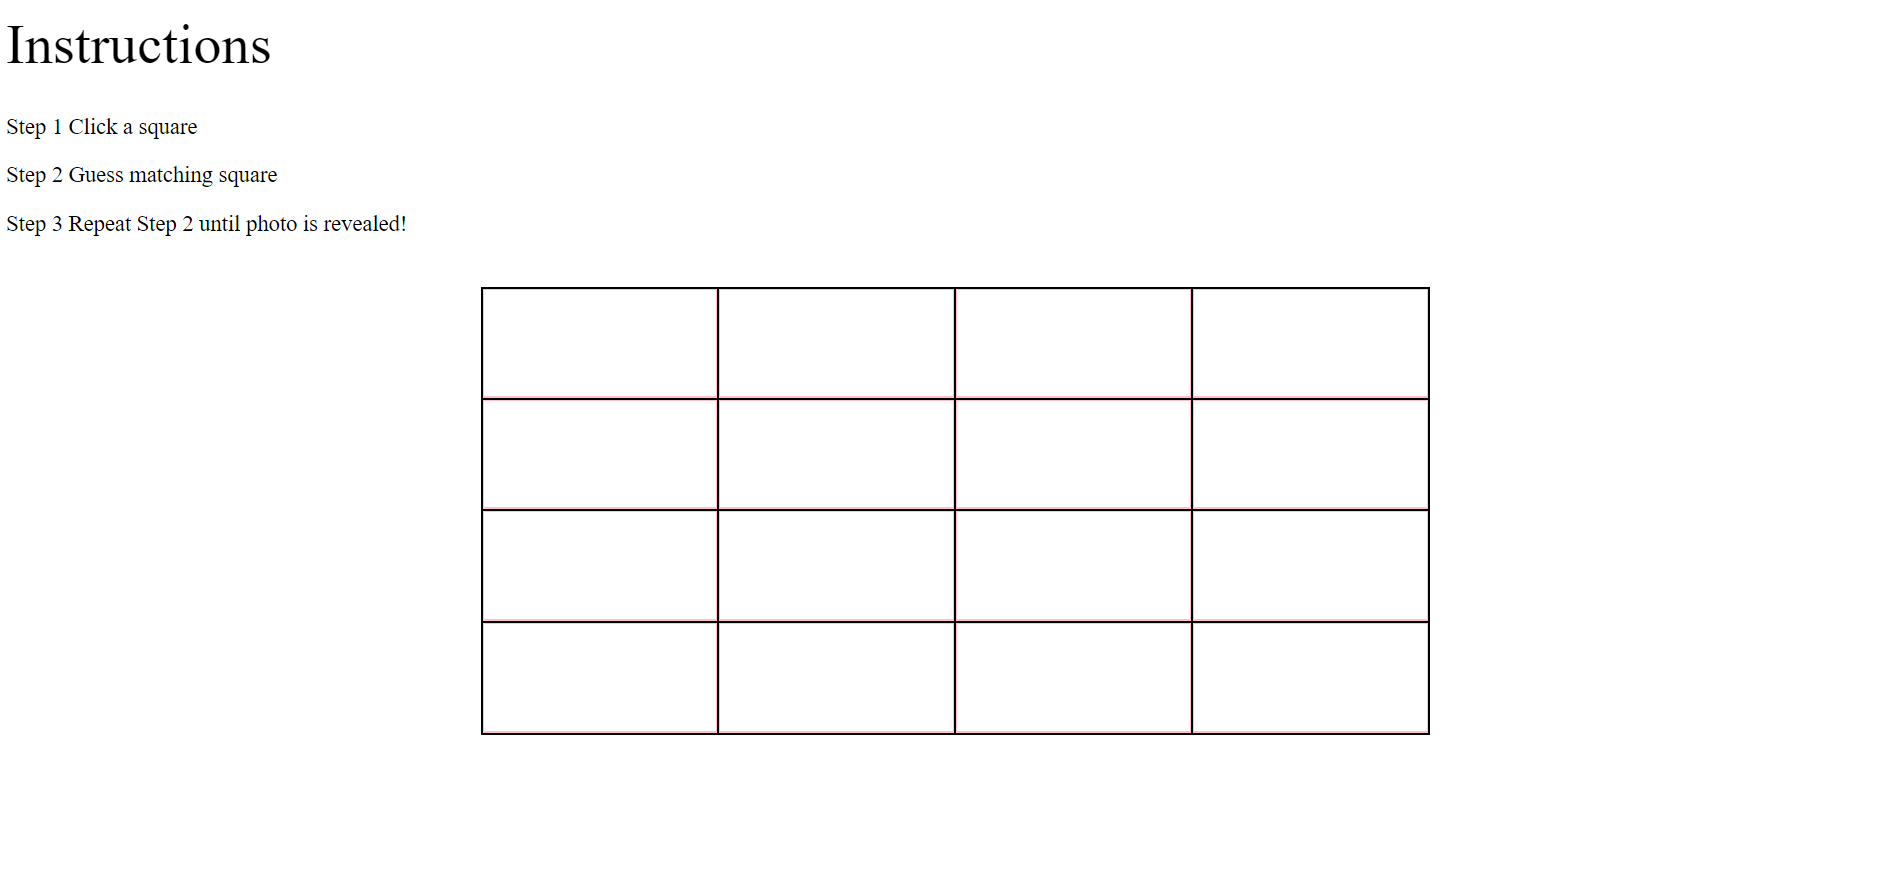 Instructions
Step 1 Click a square
Step 2 Guess matching square
Step 3 Repeat Step 2 until photo is revealed!